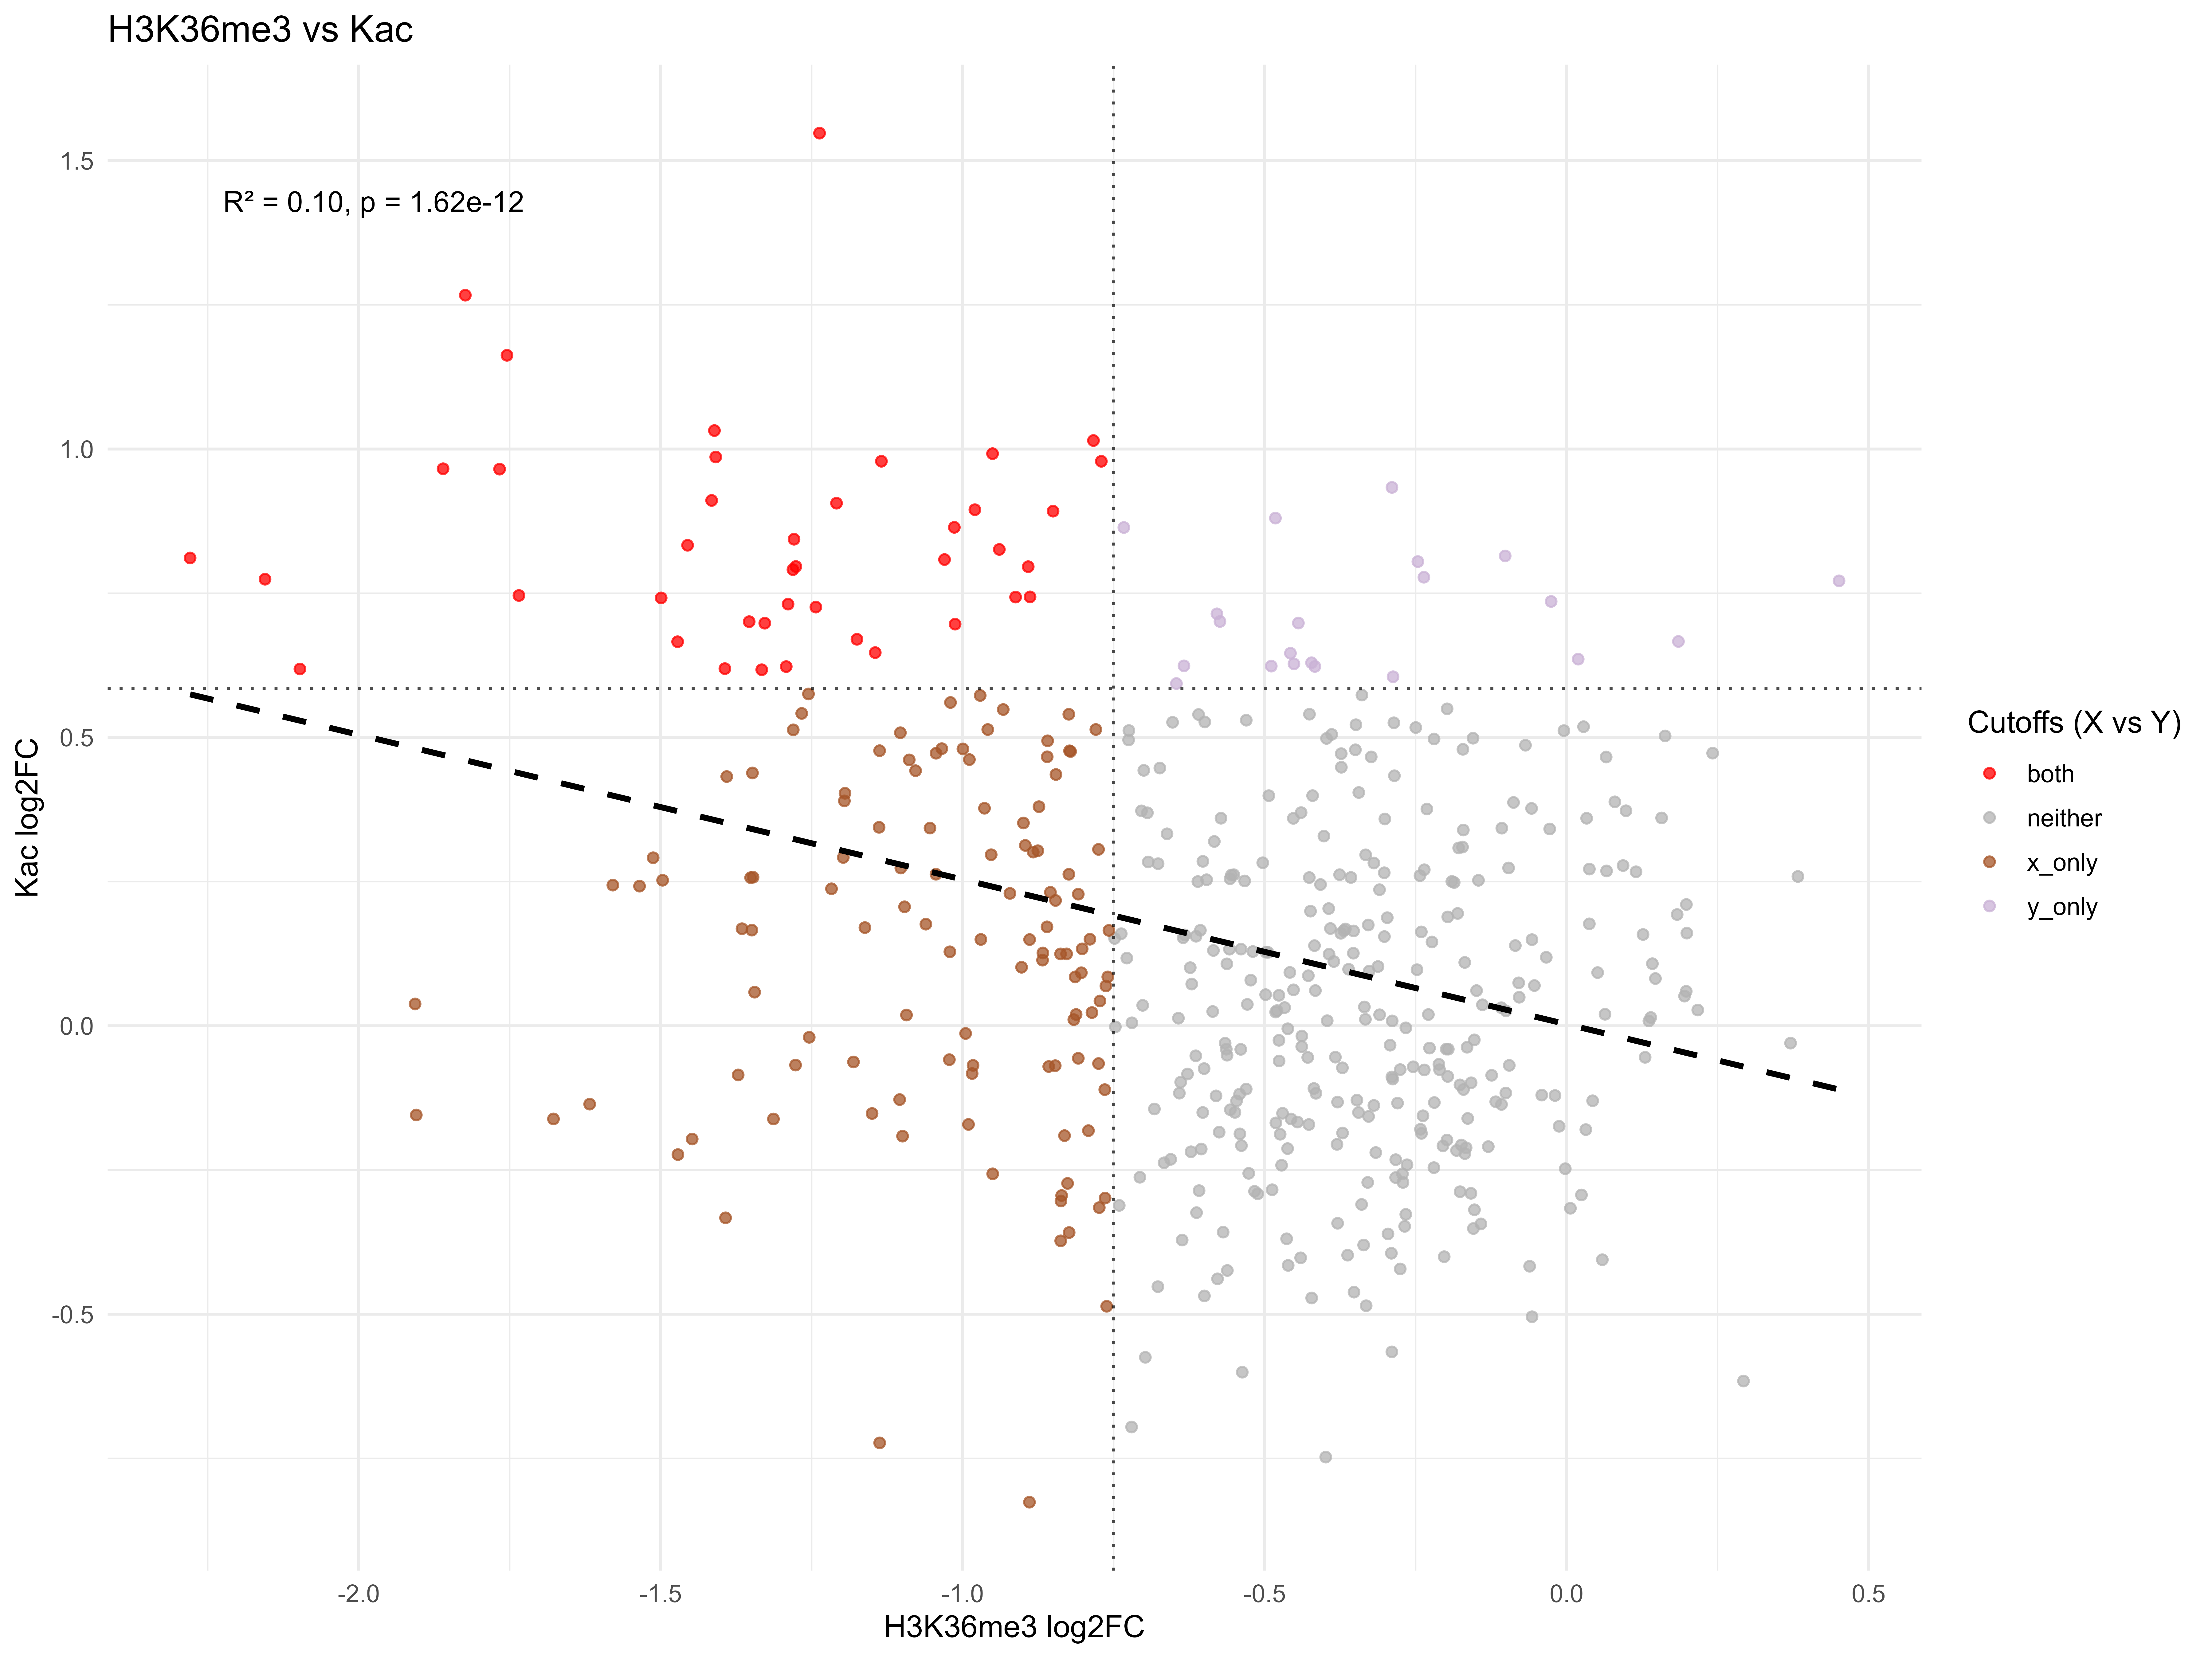 H3K36me3 vs Kac
R² = 0.10, p = 1.62e-12
1.5
1.0
0.5
0.0
-0.5
Kac log2FC
-2.0 -1.5 -1.0 -0.5 0.0 0.5
H3K36me3 log2FC
Cutoffs (X vs Y)
both
neither
x_only
y_only